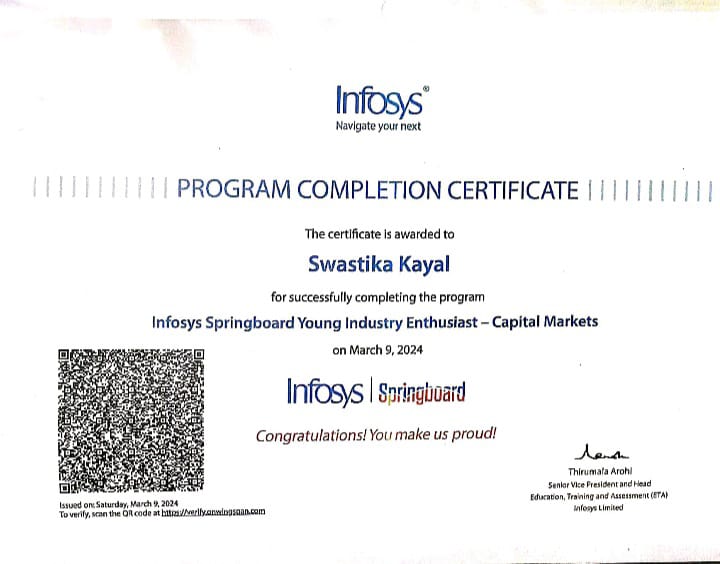 Infosys®
Navigate your next
PROGRAM COMPLETION CERTIFICATE
The certificate is awarded to
Swastika Kayal
for successfully completing the program
Infosys Springboard Young Industry Enthusiast – Capital Markets
on March 9, 2024
Infosys | Springboard
Congratulations! You make us proud!
Thirumala Arohi
Senior Vice President and Head
Education, Training and Assessment (ETA)
Infosys Limited
Issued on: Saturday, March 9, 2024
To verify, scan the QR code at https://verify.onwingspan.com